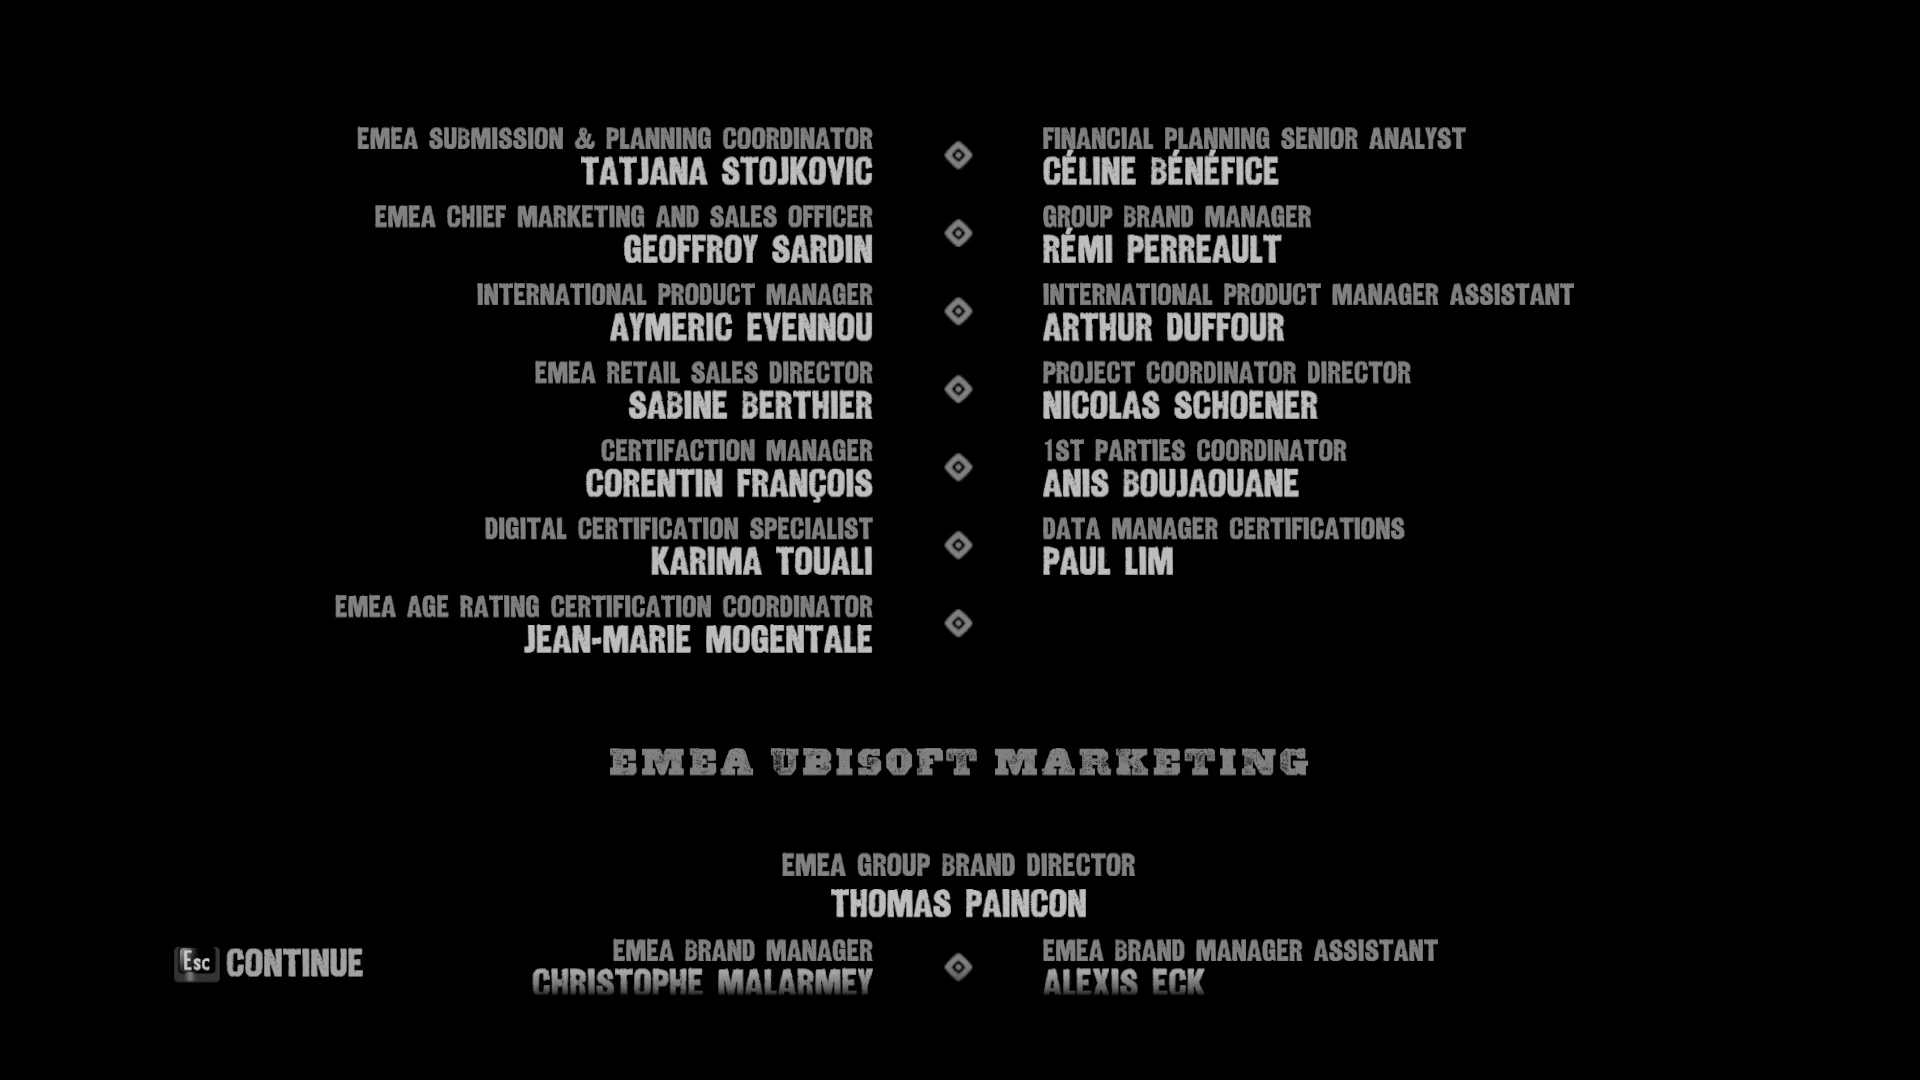 EMEA SUBMISSION & PLANNING COORDINATOR
TATJANA STOJKOVIC
FINANCIAL PLANNING SENIOR ANALYST
CÉLINE BÉNÉFICE
EMEA CHIEF MARKETING AND SALES OFFICER
GEOFFROY SARDIN
GROUP BRAND MANAGER
RÉMI PERREAULT
INTERNATIONAL PRODUCT MANAGER
AYMERIC EVENNOU
INTERNATIONAL PRODUCT MANAGER ASSISTANT
ARTHUR DUFFOUR
EMEA RETAIL SALES DIRECTOR
SABINE BERTHIER
PROJECT COORDINATOR DIRECTOR
NICOLAS SCHOENER
CERTIFACTION MANAGER
CORENTIN FRANÇOIS
1ST PARTIES COORDINATOR
ANIS BOUJAOUANE
DIGITAL CERTIFICATION SPECIALIST
KARIMA TOUALI
DATA MANAGER CERTIFICATIONS
PAUL LIM
EMEA AGE RATING CERTIFICATION COORDINATOR
JEAN-MARIE MOGENTALE
EMEA UBISOFT MARKETING
EMEA GROUP BRAND DIRECTOR
THOMAS PAINCON
EMEA BRAND MANAGER
CHRISTOPHE MALARMEY
EMEA BRAND MANAGER ASSISTANT
ALEXIS ECK
Esc CONTINUE